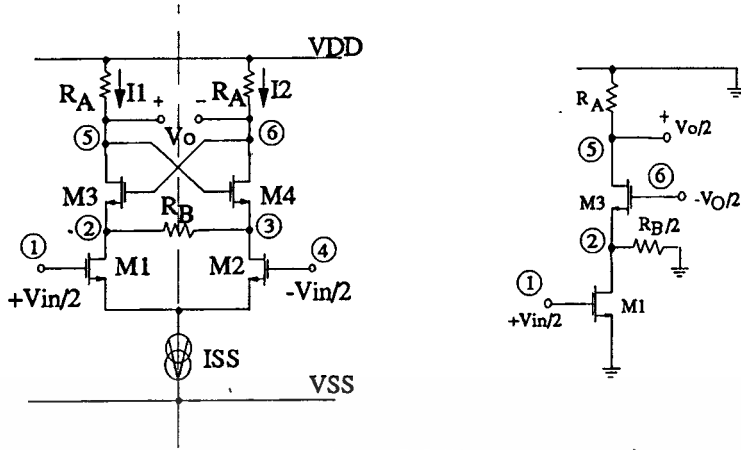 VDD
RA I1 + - RA I2
RA
5 Vo 6
+ Vo/2
5
M3 M4
6
M3 -VO/2
RB
2 3
RB/2
2
1 4
M1 M2
+Vin/2 -Vin/2
1
+Vin/2 M1
ISS
VSS